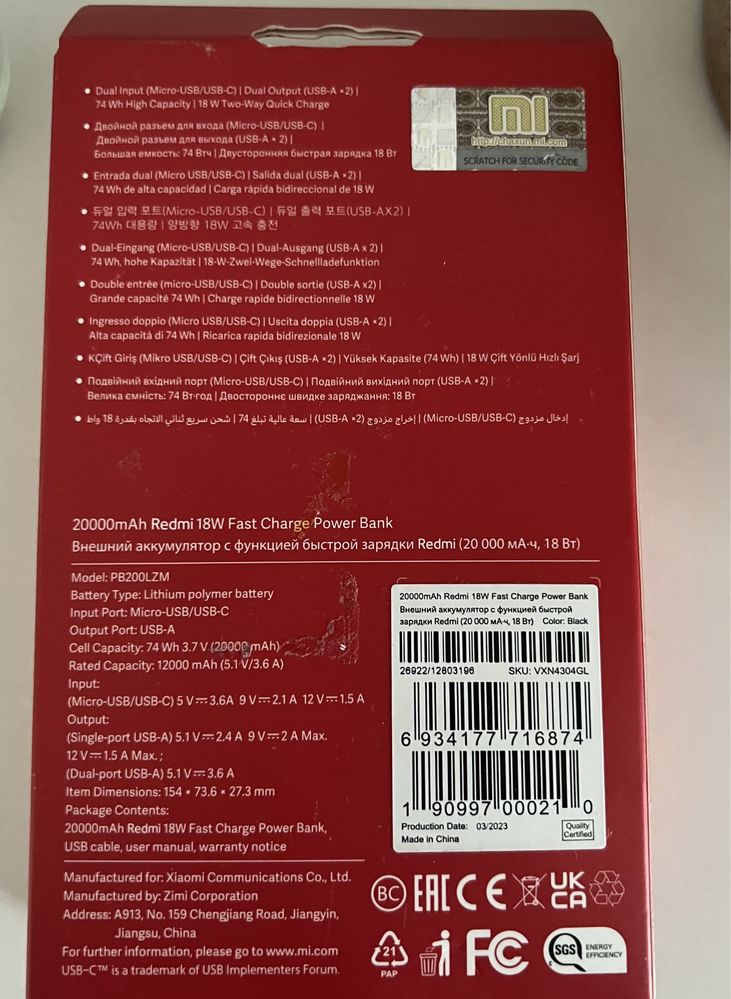 • Dual Input (Micro-USB/USB-C) | Dual Output (USB-A ×2) |
74 Wh High Capacity | 18 W Two-Way Quick Charge
• Двойной разъем для входа (Micro-USB/USB-C) |
Двойной разъем для выхода (USB-A × 2) |
Большая емкость: 74 Втч | Двусторонняя быстрая зарядка 18 Вт
• Entrada dual (Micro-USB/USB-C) | Salida dual (USB-A ×2) |
74 Wh de alta capacidad | Carga rápida bidireccional de 18 W
• 듀얼 입력 포트(Micro-USB/USB-C) | 듀얼 출력 포트(USB-AX2) |
74Wh 대용량 | 양방향 18W 고속 충전
• Dual-Eingang (Micro-USB/USB-C) | Dual-Ausgang (USB-A x 2) |
74 Wh, hohe Kapazität | 18-W-Zwei-Wege-Schnellladefunktion
• Double entrée (micro-USB/USB-C) | Double sortie (USB-A x2) |
Grande capacité 74 Wh | Charge rapide bidirectionnelle 18 W
• Ingresso doppio (Micro USB/USB-C) | Uscita doppia (USB-A ×2) |
Alta capacità di 74 Wh | Ricarica rapida bidirezionale 18 W
• KÇift Giriş (Mikro USB/USB-C) | Çift Çıkış (USB-A ×2) | Yüksek Kapasite (74 Wh) | 18 W Çift Yönlü Hızlı Şarj
• Подвійний вхідний порт (Micro-USB/USB-C) | Подвійний вихідний порт (USB-A ×2) |
Велика ємність: 74 Вт·год | Двостороннє швидке заряджання: 18 Вт
• إدخال مزدوج (Micro-USB/USB-C) | إخراج مزدوج (USB-A ×2) | سعة عالية تبلغ 74 | شحن سريع ثنائي الاتجاه بقدرة 18 واط
mi
http://chaxun.mi.com
SCRATCH FOR SECURITY CODE
20000mAh Redmi 18W Fast Charge Power Bank
Внешний аккумулятор с функцией быстрой зарядки Redmi (20 000 мА·ч, 18 Вт)
Model: PB200LZM
Battery Type: Lithium polymer battery
Input Port: Micro-USB/USB-C
Output Port: USB-A
Cell Capacity: 74 Wh 3.7 V (20000 mAh)
Rated Capacity: 12000 mAh (5.1 V/3.6 A)
Input:
(Micro-USB/USB-C) 5 V⎓3.6A 9 V⎓2.1 A 12 V⎓1.5 A
Output:
(Single-port USB-A) 5.1 V⎓2.4 A 9 V⎓2 A Max.
12 V⎓1.5 A Max. ;
(Dual-port USB-A) 5.1 V⎓3.6 A
Item Dimensions: 154 × 73.6 × 27.3 mm
Package Contents:
20000mAh Redmi 18W Fast Charge Power Bank,
USB cable, user manual, warranty notice
20000mAh Redmi 18W Fast Charge Power Bank
Внешний аккумулятор с функцией быстрой
зарядки Redmi (20 000 мА·ч, 18 Вт) Color: Black
26922/12803196 SKU: VXN4304GL
6 934177 716874
1 90997 00021 0
Production Date: 03/2023
Made in China
Quality
Certified
Manufactured for: Xiaomi Communications Co., Ltd.
Manufactured by: Zimi Corporation
Address: A913, No. 159 Chengjiang Road, Jiangyin,
Jiangsu, China
For further information, please go to www.mi.com
USB-C™ is a trademark of USB Implementers Forum.
BC EAC CE UK
CA
21
PAP
FC
SGS ENERGY
EFFICIENCY